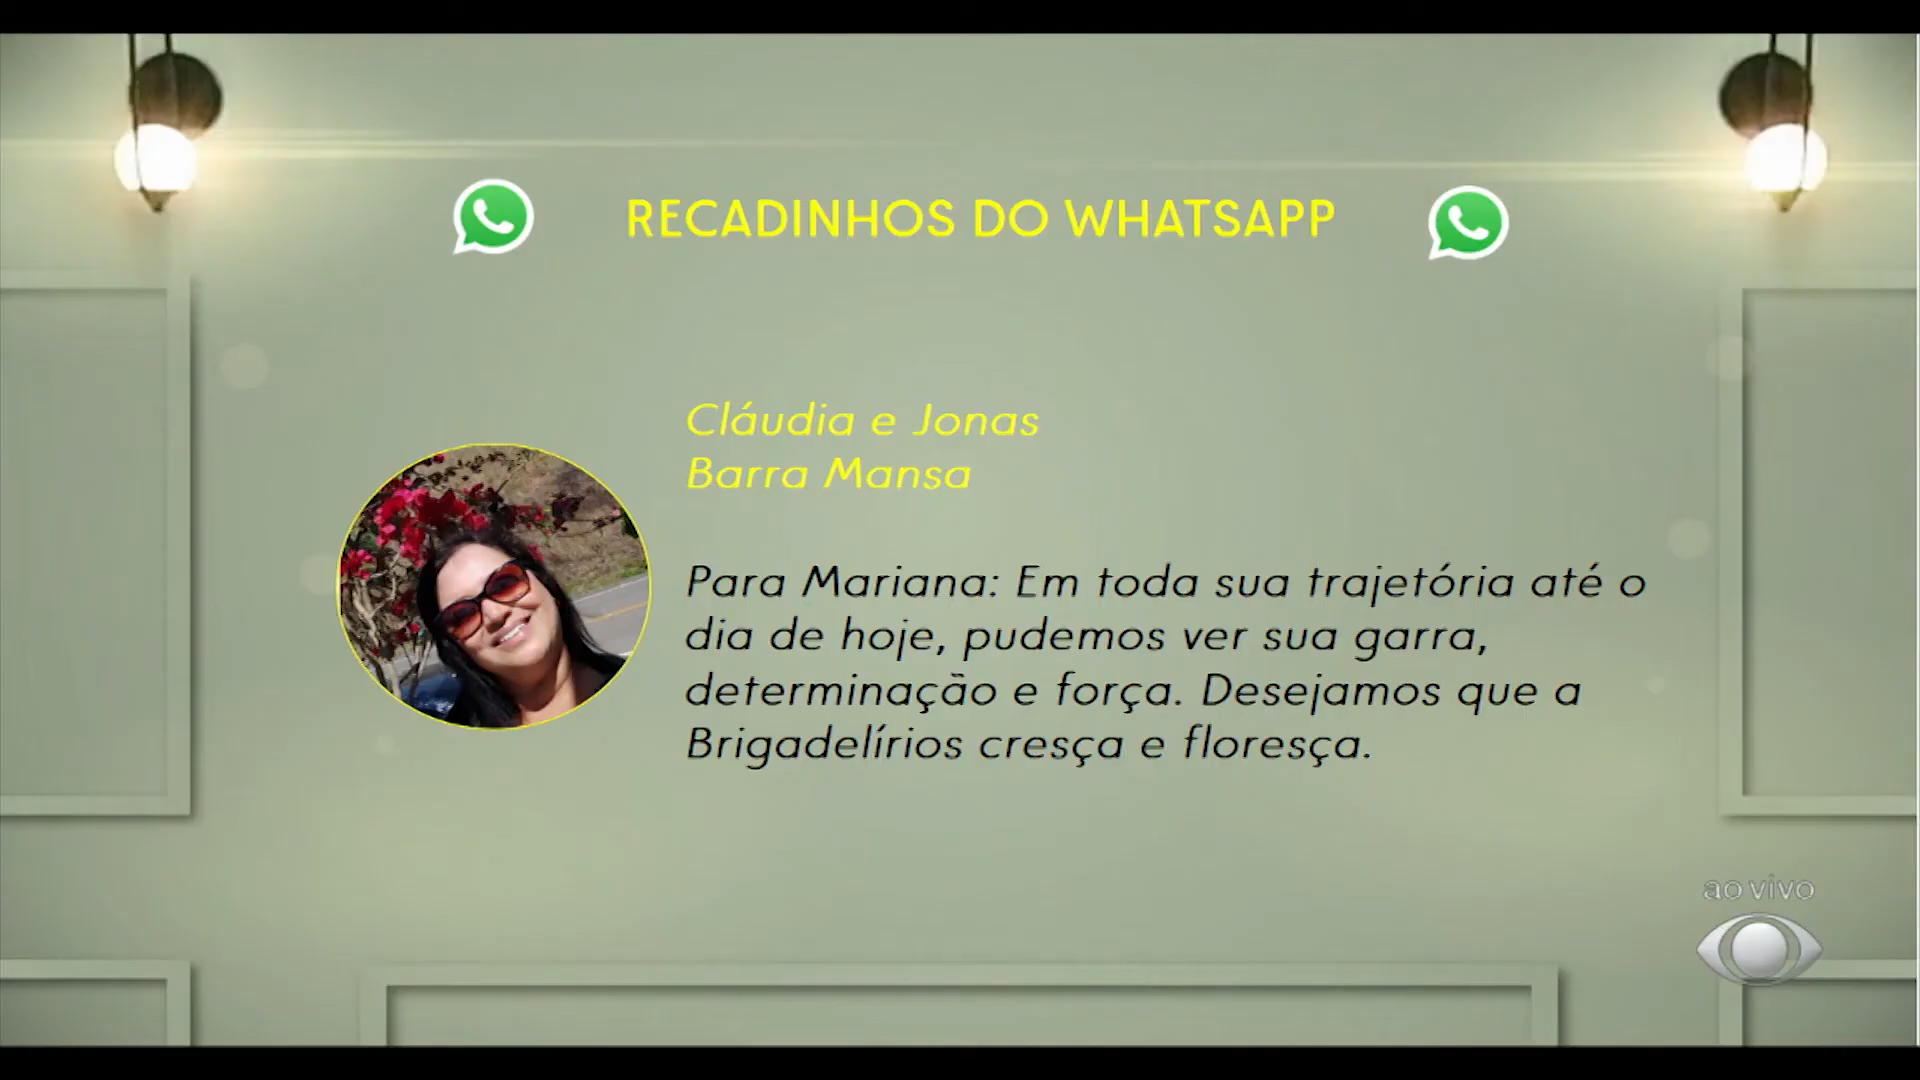 RECADINHOS DO WHATSAPP
Cláudia e Jonas
Barra Mansa
Para Mariana: Em toda sua trajetória até o
dia de hoje, pudemos ver sua garra,
determinação e força. Desejamos que a
Brigadelírios cresça e floresça.
ao vivo